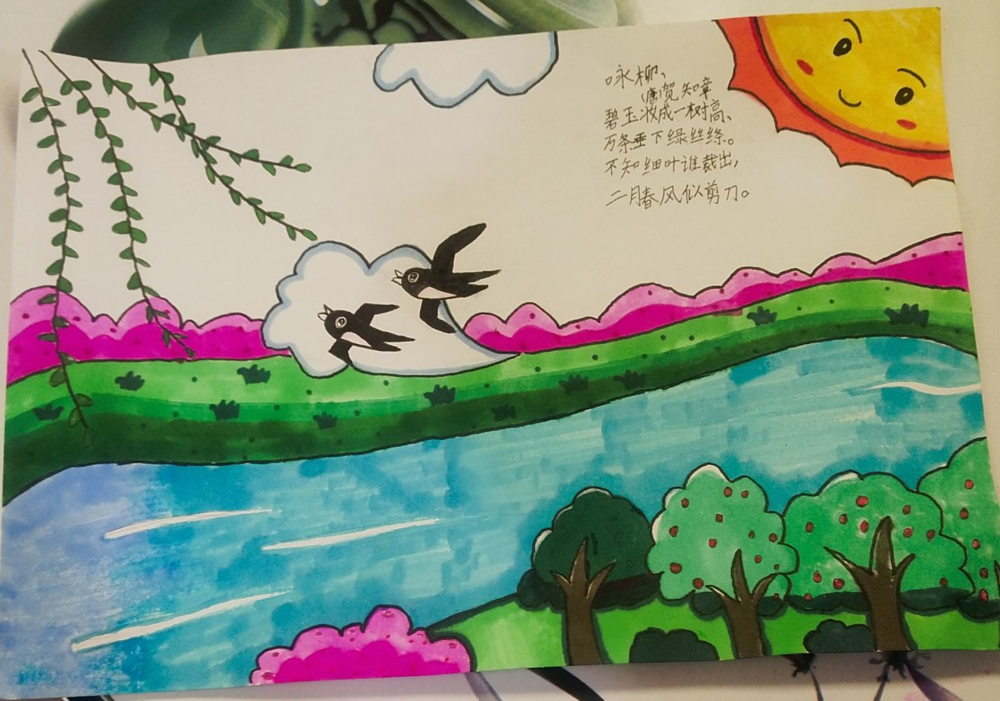 咏柳、
(唐)贺知章
碧玉妆成一树高、
万条垂下绿丝绦。
不知细叶谁裁出,
二月春风似剪刀。